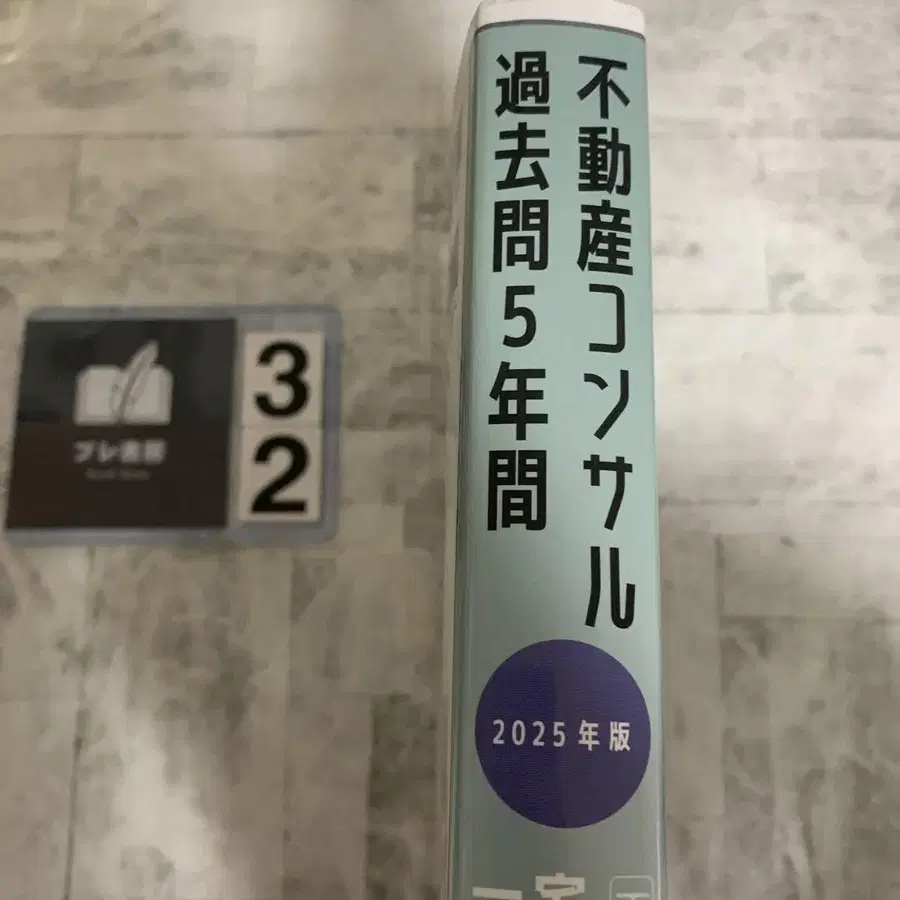 不動産コンサル
過去問5年間
2025年版
3
2